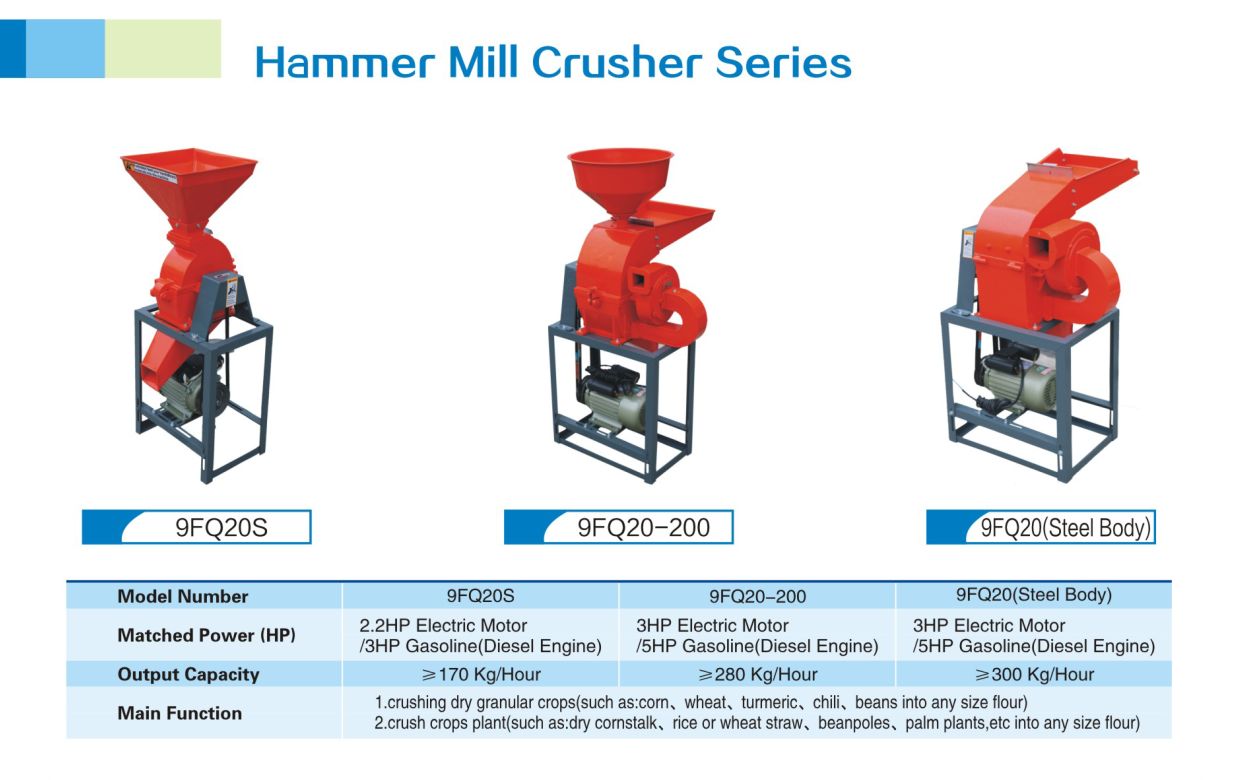 Hammer Mill Crusher Series
9FQ20S
9FQ20-200
9FQ20(Steel Body)
Model Number 9FQ20S 9FQ20-200 9FQ20(Steel Body)
Matched Power (HP) 2.2HP Electric Motor /3HP Gasoline(Diesel Engine) 3HP Electric Motor /5HP Gasoline(Diesel Engine) 3HP Electric Motor /5HP Gasoline(Diesel Engine)
Output Capacity ≥170 Kg/Hour ≥280 Kg/Hour ≥300 Kg/Hour
Main Function
1.crushing dry granular crops(such as:corn、wheat、turmeric、chili、beans into any size flour)
2.crush crops plant(such as:dry cornstalk、rice or wheat straw、beanpoles、palm plants,etc into any size flour)